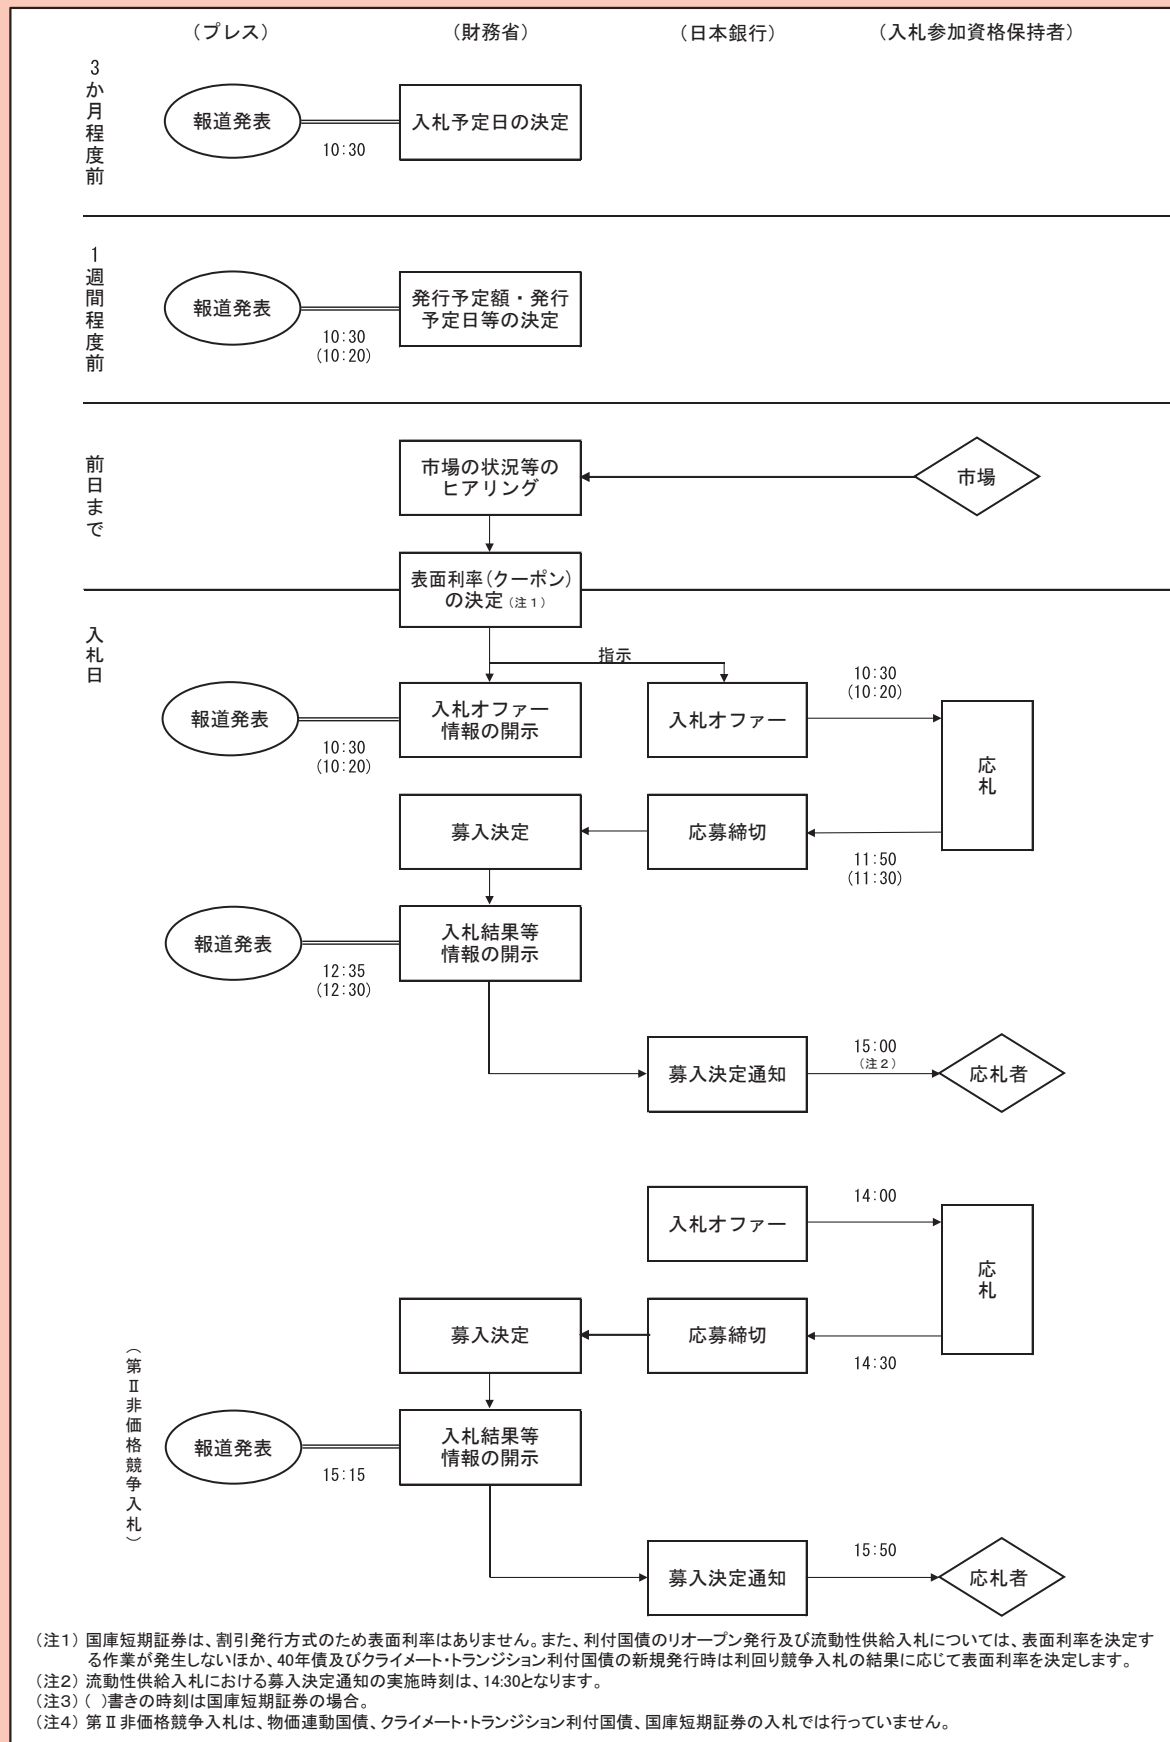 （プレス）
（財務省）
（日本銀行）
（入札参加資格保持者）
3か月程度前
報道発表
10:30
入札予定日の決定
1週間程度前
報道発表
10:30
(10:20)
発行予定額・発行
予定日等の決定
前日まで
市場の状況等の
ヒアリング
市場
表面利率(クーポン)
の決定（注１）
入札日
指示
報道発表
10:30
(10:20)
入札オファー
情報の開示
入札オファー
10:30
(10:20)
応札
募入決定
応募締切
11:50
(11:30)
報道発表
12:35
(12:30)
入札結果等
情報の開示
募入決定通知
15:00
（注２）
応札者
入札オファー
14:00
応札
（第Ⅱ非価格競争入札）
募入決定
応募締切
14:30
報道発表
15:15
入札結果等
情報の開示
募入決定通知
15:50
応札者
（注1） 国庫短期証券は、割引発行方式のため表面利率はありません。また、利付国債のリオープン発行及び流動性供給入札については、表面利率を決定す
る作業が発生しないほか、40年債及びクライメート・トランジション利付国債の新規発行時は利回り競争入札の結果に応じて表面利率を決定します。
（注2） 流動性供給入札における募入決定通知の実施時刻は、14:30となります。
（注3） （ ）書きの時刻は国庫短期証券の場合。
（注4） 第Ⅱ非価格競争入札は、物価連動国債、クライメート・トランジション利付国債、国庫短期証券の入札では行っていません。